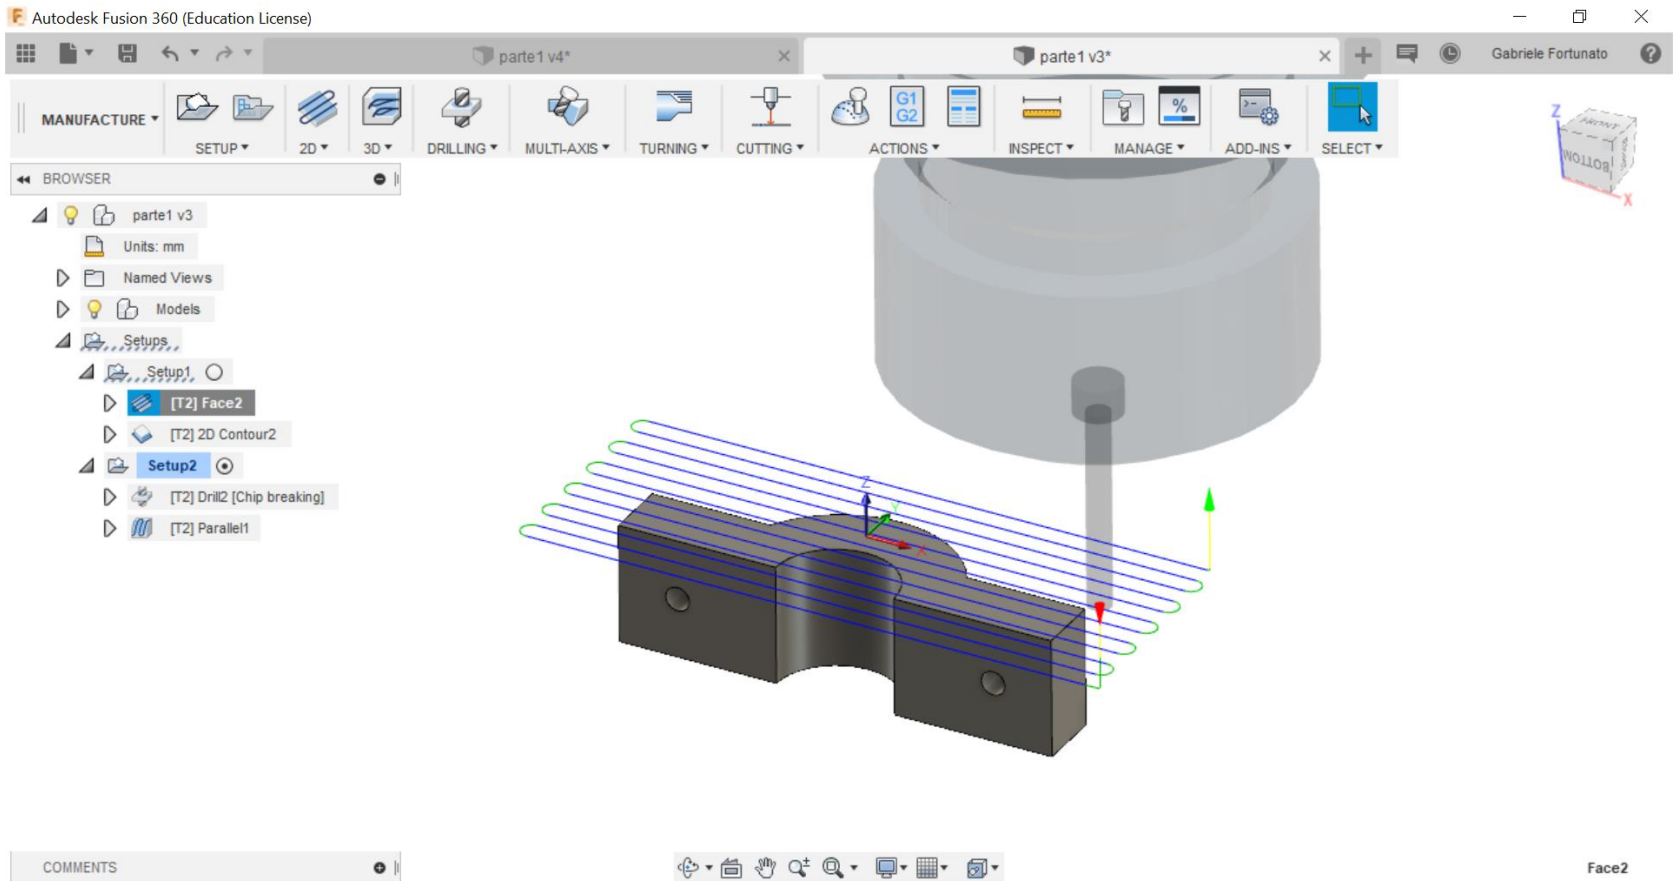 Autodesk Fusion 360 (Education License)
parte1 v4*
parte1 v3*
Gabriele Fortunato
MANUFACTURE
SETUP
2D
3D
DRILLING
MULTI-AXIS
TURNING
CUTTING
G1
G2
ACTIONS
INSPECT
%
MANAGE
ADD-INS
SELECT
Z
FRONT
BOTTOM
X
BROWSER
parte1 v3
Units: mm
Named Views
Models
Setups
Setup1
[T2] Face2
[T2] 2D Contour2
Setup2
[T2] Drill2 [Chip breaking]
[T2] Parallel1
Z
Y
X
COMMENTS
Face2